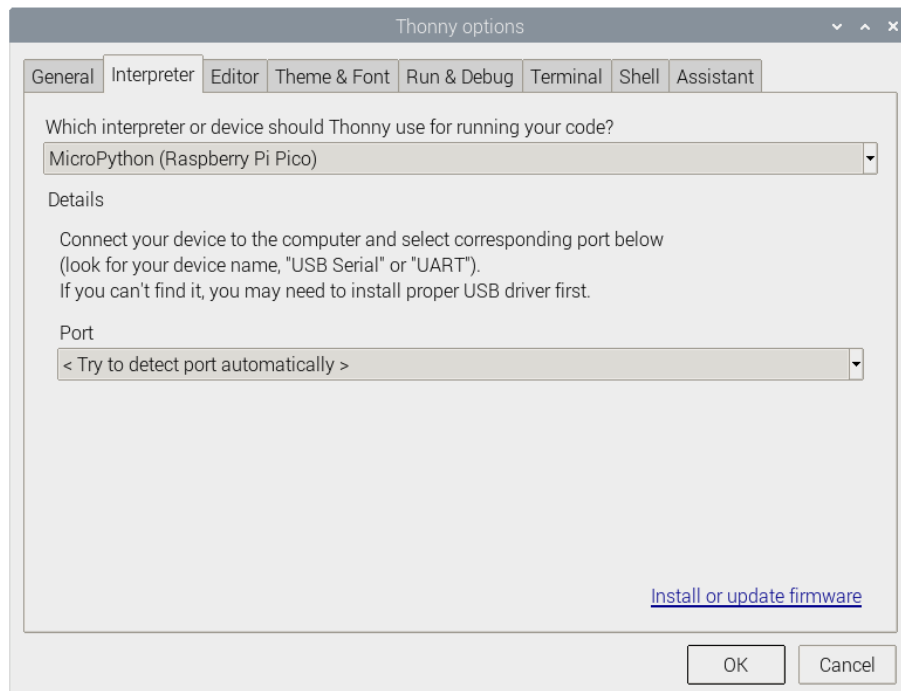 Thonny options
General Interpreter Editor Theme & Font Run & Debug Terminal Shell Assistant
Which interpreter or device should Thonny use for running your code?
MicroPython (Raspberry Pi Pico)
Details
Connect your device to the computer and select corresponding port below
(look for your device name, "USB Serial" or "UART").
If you can't find it, you may need to install proper USB driver first.
Port
< Try to detect port automatically >
Install or update firmware
OK Cancel